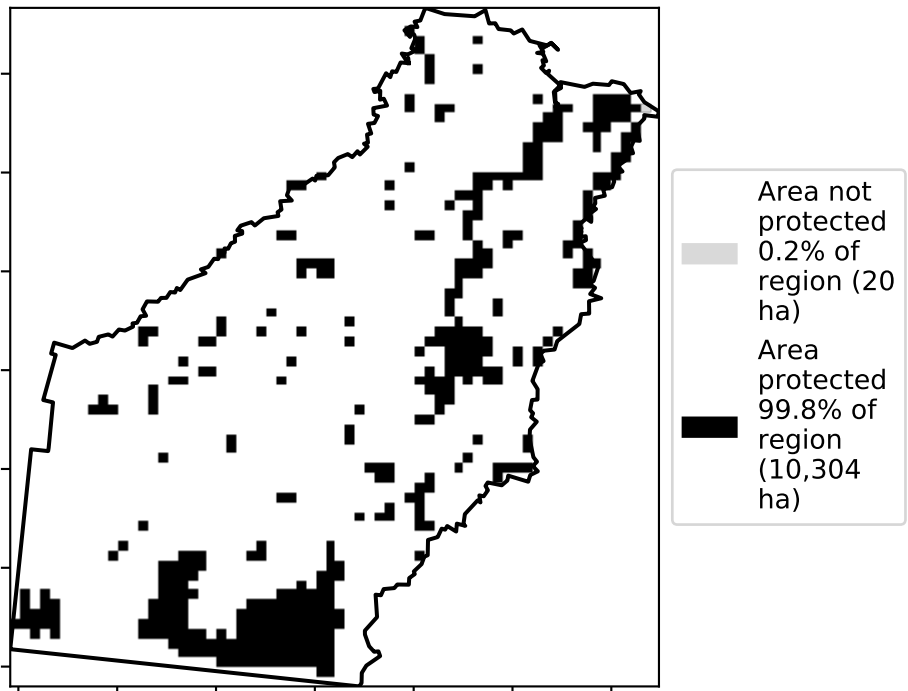 Area not
protected
0.2% of
region (20
ha)
Area
protected
99.8% of
region
(10,304
ha)